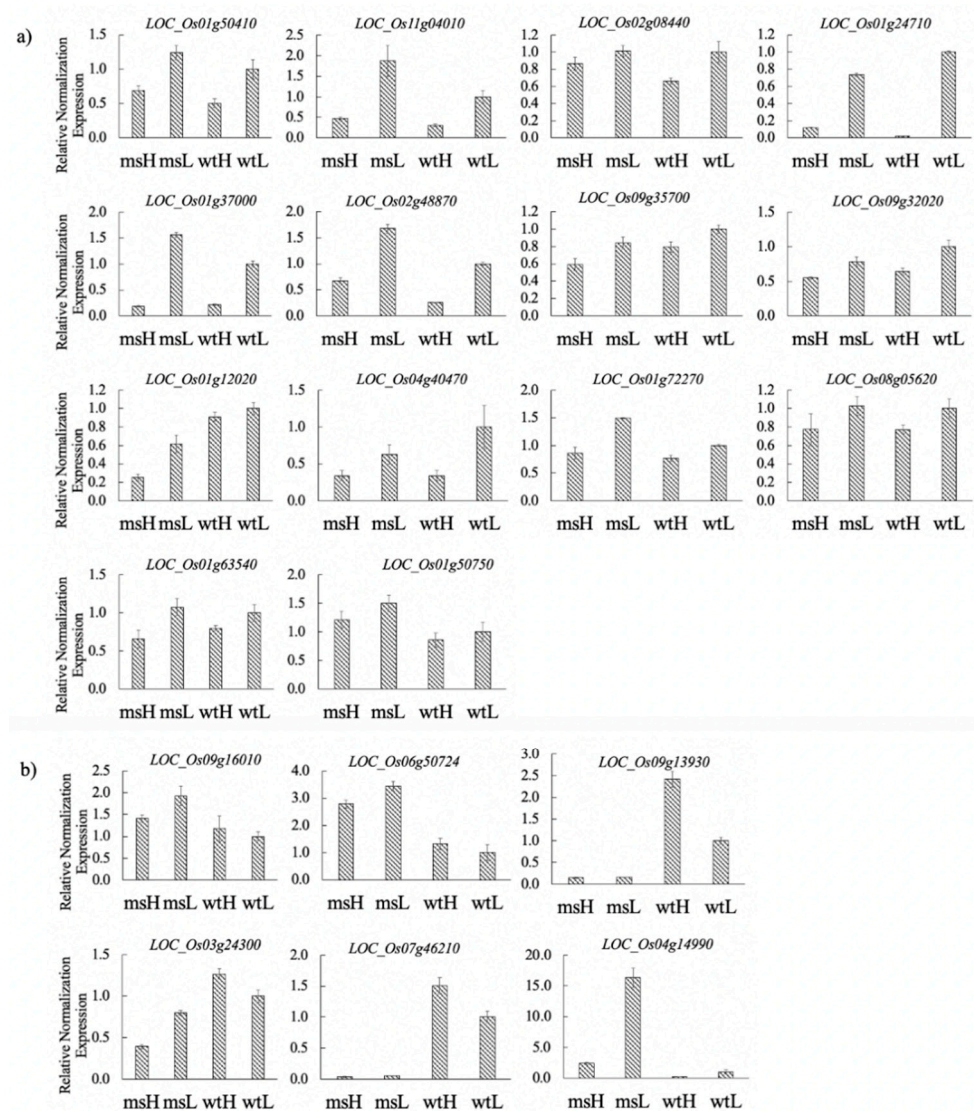 a)
LOC_Os01g50410 LOC_Os11g04010 LOC_Os02g08440 LOC_Os01g24710
Relative Normalization Expression
1.5 1.0 0.5 0.0
2.5 2.0 1.5 1.0 0.5 0.0
1.2 1.0 0.8 0.6 0.4 0.2 0.0
1.2 1.0 0.8 0.6 0.4 0.2 0.0
msH msL wtH wtL msH msL wtH wtL msH msL wtH wtL msH msL wtH wtL
LOC_Os01g37000 LOC_Os02g48870 LOC_Os09g35700 LOC_Os09g32020
Relative Normalization Expression
2.0 1.5 1.0 0.5 0.0
2.0 1.5 1.0 0.5 0.0
1.2 1.0 0.8 0.6 0.4 0.2 0.0
1.5 1.0 0.5 0.0
msH msL wtH wtL msH msL wtH wtL msH msL wtH wtL msH msL wtH wtL
LOC_Os01g12020 LOC_Os04g40470 LOC_Os01g72270 LOC_Os08g05620
Relative Normalization Expression
1.2 1.0 0.8 0.6 0.4 0.2 0.0
1.5 1.0 0.5 0.0
2.0 1.5 1.0 0.5 0.0
1.2 1.0 0.8 0.6 0.4 0.2 0.0
msH msL wtH wtL msH msL wtH wtL msH msL wtH wtL msH msL wtH wtL
LOC_Os01g63540 LOC_Os01g50750
Relative Normalization Expression
1.5 1.0 0.5 0.0
2.0 1.5 1.0 0.5 0.0
msH msL wtH wtL msH msL wtH wtL
b)
LOC_Os09g16010 LOC_Os06g50724 LOC_Os09g13930
Relative Normalization Expression
2.5 2.0 1.5 1.0 0.5 0.0
4.0 3.0 2.0 1.0 0.0
3.0 2.5 2.0 1.5 1.0 0.5 0.0
msH msL wtH wtL msH msL wtH wtL msH msL wtH wtL
LOC_Os03g24300 LOC_Os07g46210 LOC_Os04g14990
Relative Normalization Expression
1.5 1.0 0.5 0.0
2.0 1.5 1.0 0.5 0.0
20.0 15.0 10.0 5.0 0.0
msH msL wtH wtL msH msL wtH wtL msH msL wtH wtL